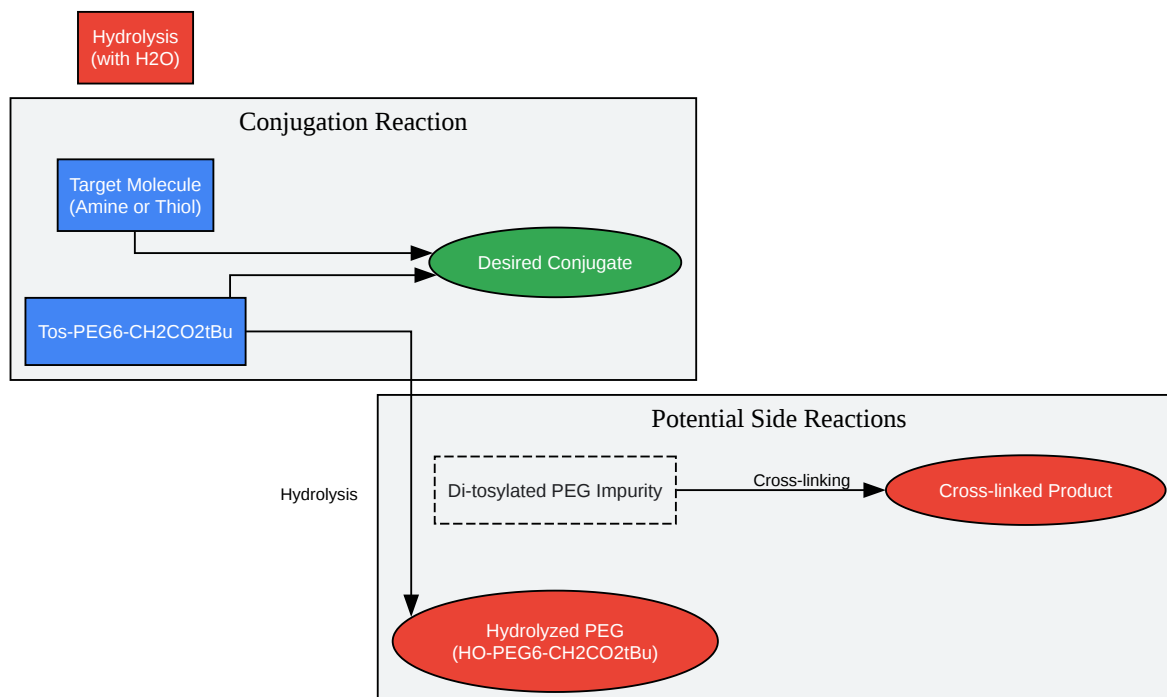 Hydrolysis
(with H2O)
Conjugation Reaction
Target Molecule
(Amine or Thiol)
Desired Conjugate
Tos-PEG6-CH2CO2tBu
Potential Side Reactions
Hydrolysis
Di-tosylated PEG Impurity
Cross-linking
Cross-linked Product
Hydrolyzed PEG
(HO-PEG6-CH2CO2tBu)